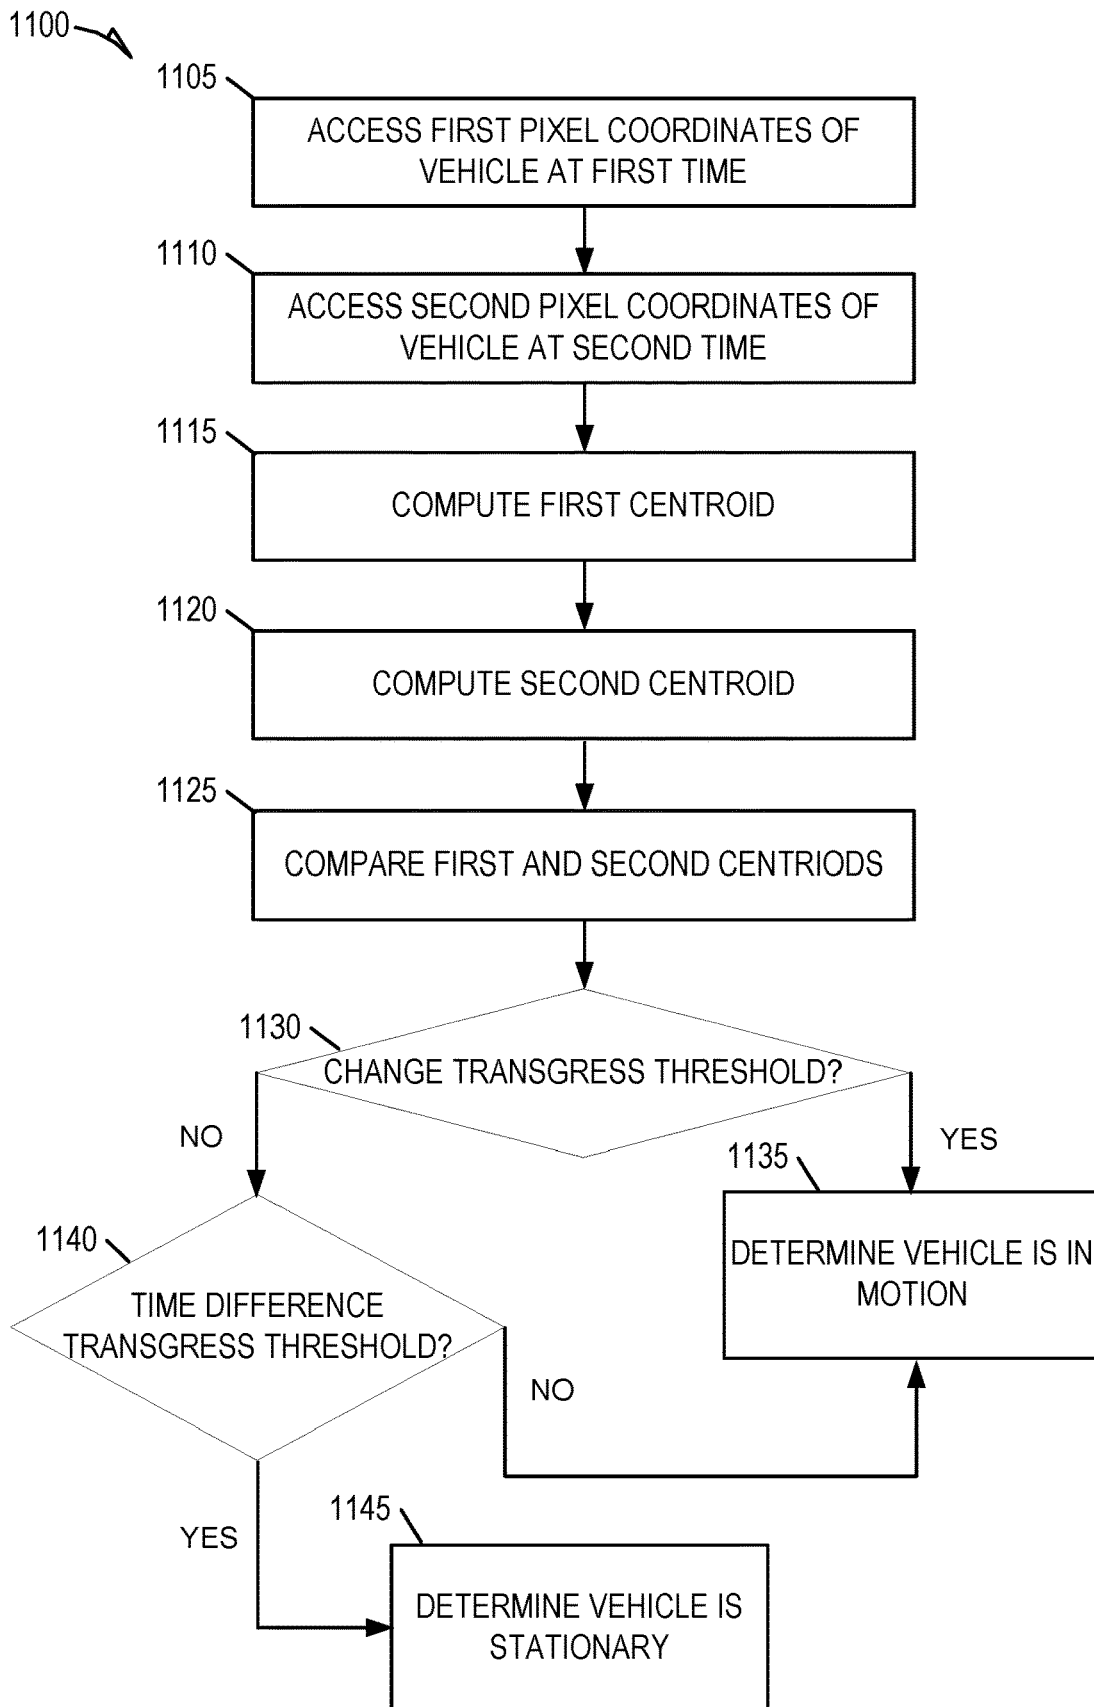 1100
1105
ACCESS FIRST PIXEL COORDINATES OF
VEHICLE AT FIRST TIME
1110
ACCESS SECOND PIXEL COORDINATES OF
VEHICLE AT SECOND TIME
1115
COMPUTE FIRST CENTROID
1120
COMPUTE SECOND CENTROID
1125
COMPARE FIRST AND SECOND CENTRIODS
1130
CHANGE TRANSGRESS THRESHOLD?
NO
YES
1135
DETERMINE VEHICLE IS IN
MOTION
1140
TIME DIFFERENCE
TRANSGRESS THRESHOLD?
NO
YES
1145
DETERMINE VEHICLE IS
STATIONARY